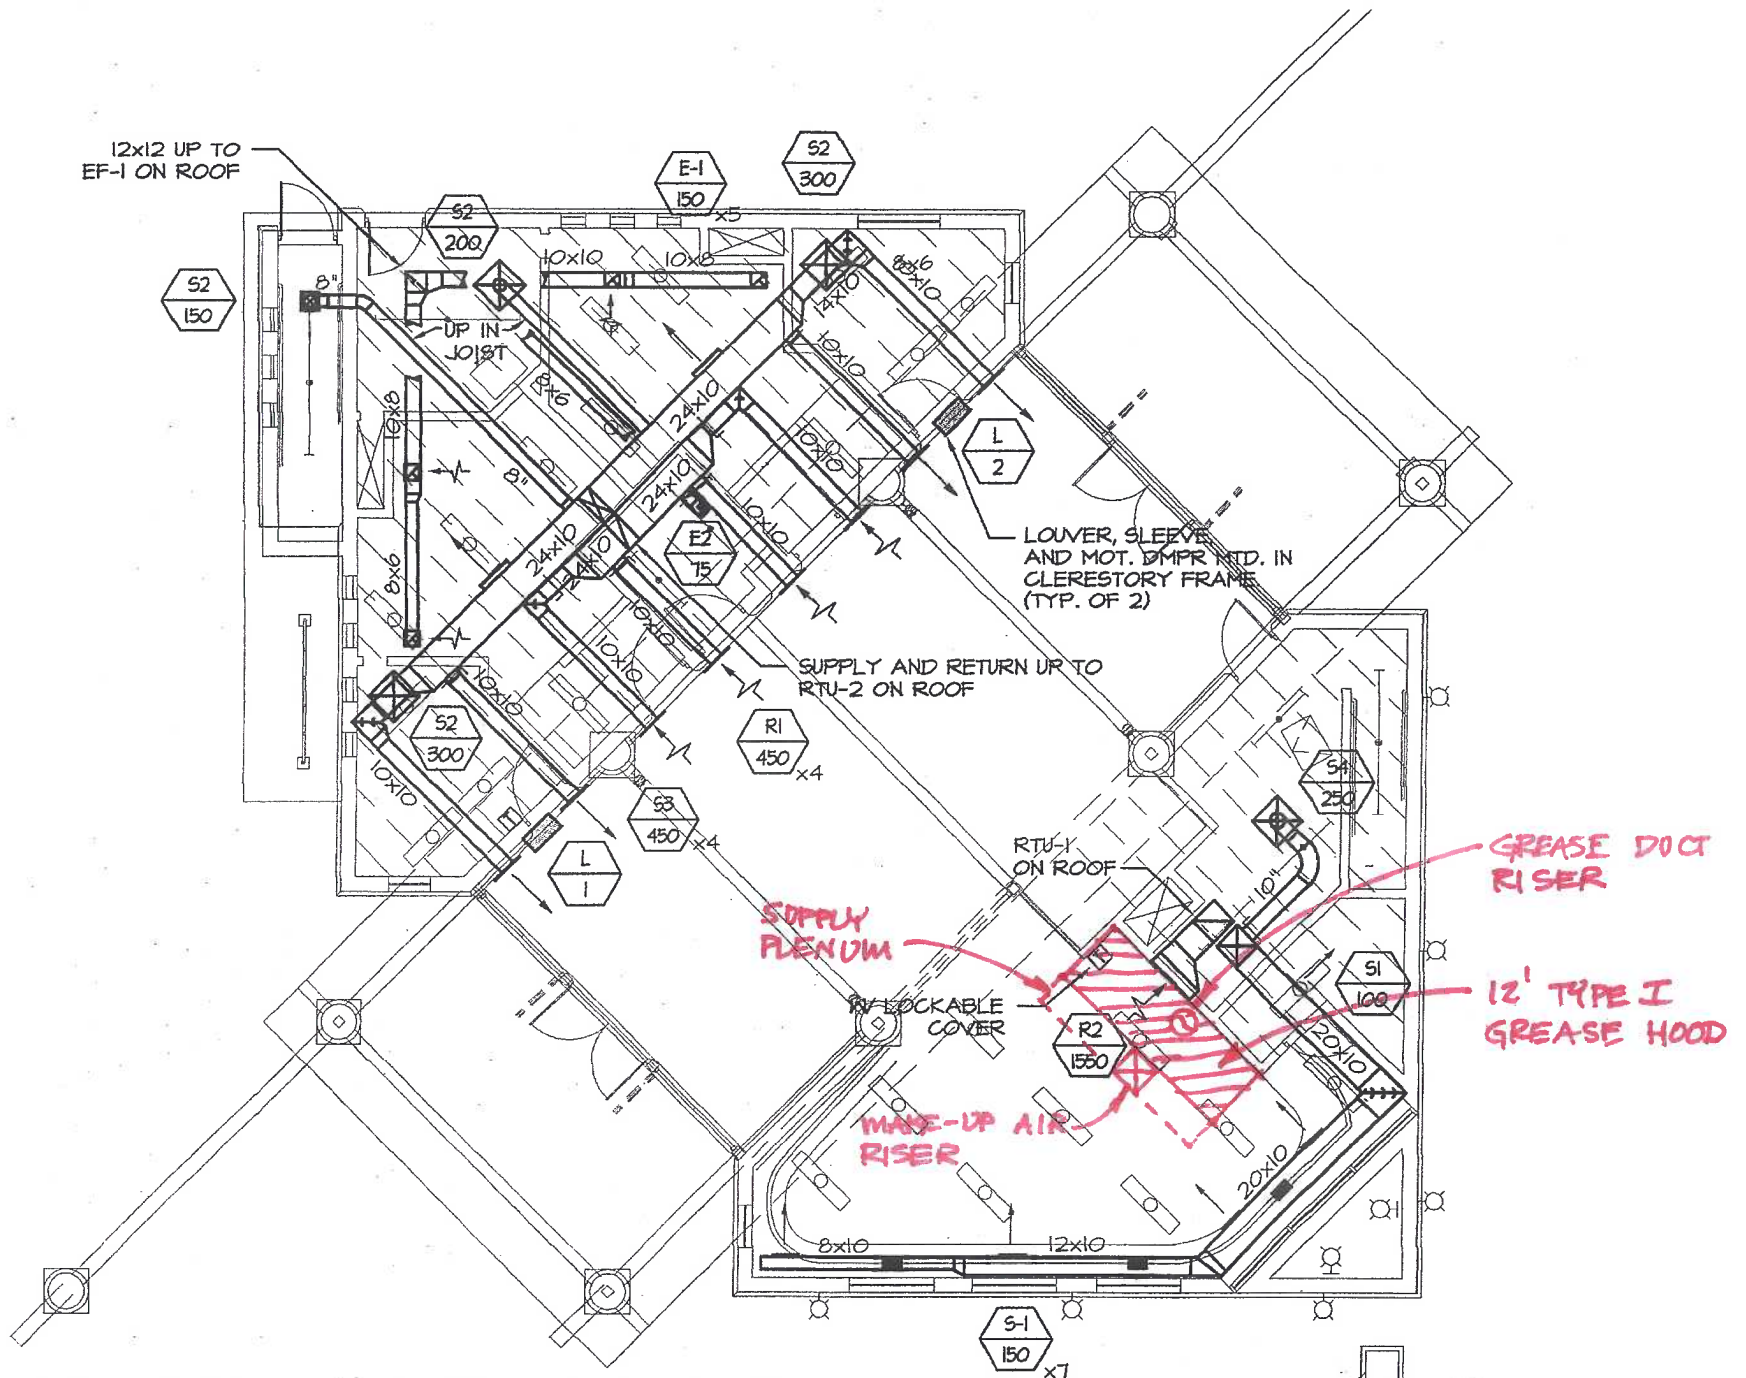 12x12 UP TO
EF-1 ON ROOF
E-1
150
x5
S2
300
S2
200
S2
150
8"
10x10
10x8
UP IN
JOIST
8x6
14x10
8x6
10x10
10x10
24x10
10x10
10x8
8"
24x10
10x10
L
2
LOUVER, SLEEVE,
AND MOT. DMPR MTD. IN
CLERESTORY FRAME
(TYP. OF 2)
E2
75
24x10
24x10
8x6
10x10
10x10
SUPPLY AND RETURN UP TO
RTU-2 ON ROOF
10x10
S2
300
R1
450
x4
10x10
S3
450
x4
L
1
S4
250
RTU-1
ON ROOF
10"
GREASE DUCT
RISER
SUPPLY
PLENUM
S1
100
12' TYPE I
GREASE HOOD
W/ LOCKABLE
COVER
R2
1550
20x10
MAKE-UP AIR
RISER
20x10
8x10
12x10
S-1
150
x7